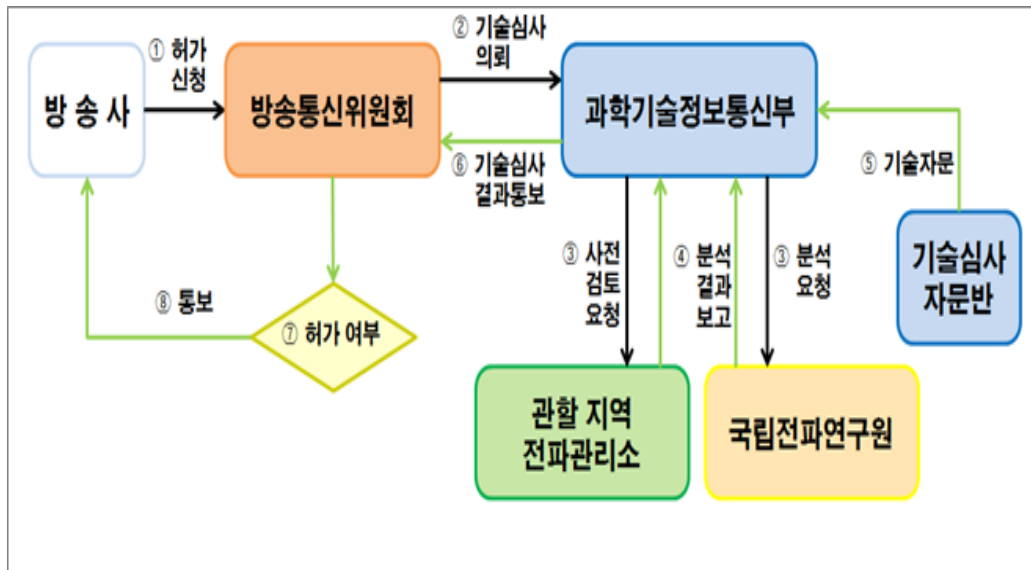 ① 허가
신청
② 기술심사
의뢰
방 송 사
방송통신위원회
과학기술정보통신부
⑥ 기술심사
결과통보
⑤ 기술자문
③ 사전
검토
요청
④ 분석
결과
보고
③ 분석
요청
기술심사
자문반
⑧ 통보
⑦ 허가 여부
관할 지역
전파관리소
국립전파연구원